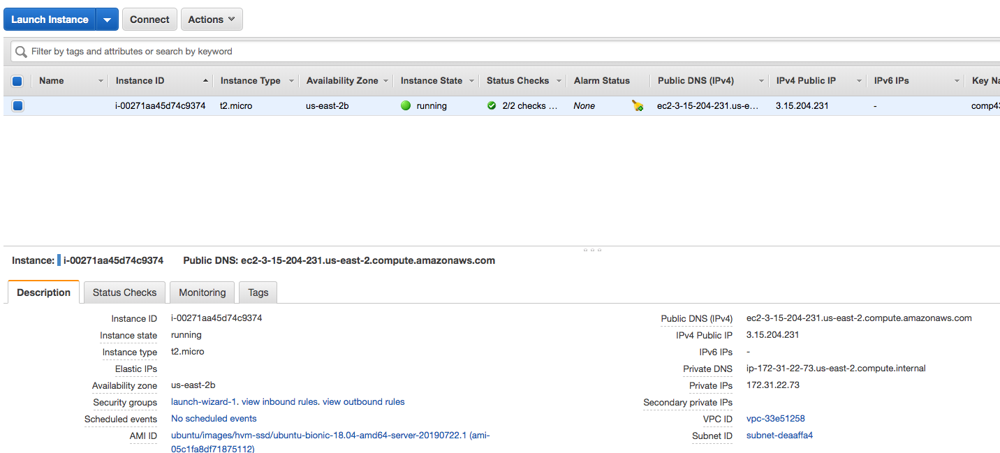 Launch Instance Connect Actions
Filter by tags and attributes or search by keyword
Name Instance ID Instance Type Availability Zone Instance State Status Checks Alarm Status Public DNS (IPv4) IPv4 Public IP IPv6 IPs Key Na
i-00271aa45d74c9374 t2.micro us-east-2b running 2/2 checks ... None ec2-3-15-204-231.us-e... 3.15.204.231 - comp43
Instance: i-00271aa45d74c9374 Public DNS: ec2-3-15-204-231.us-east-2.compute.amazonaws.com
Description Status Checks Monitoring Tags
Instance ID i-00271aa45d74c9374 Public DNS (IPv4) ec2-3-15-204-231.us-east-2.compute.amazonaws.com
Instance state running IPv4 Public IP 3.15.204.231
Instance type t2.micro IPv6 IPs -
Elastic IPs Private DNS ip-172-31-22-73.us-east-2.compute.internal
Availability zone us-east-2b Private IPs 172.31.22.73
Security groups launch-wizard-1. view inbound rules. view outbound rules Secondary private IPs
Scheduled events No scheduled events VPC ID vpc-33e51258
AMI ID ubuntu/images/hvm-ssd/ubuntu-bionic-18.04-amd64-server-20190722.1 (ami- Subnet ID subnet-deaaffa4
05c1fa8df71875112)